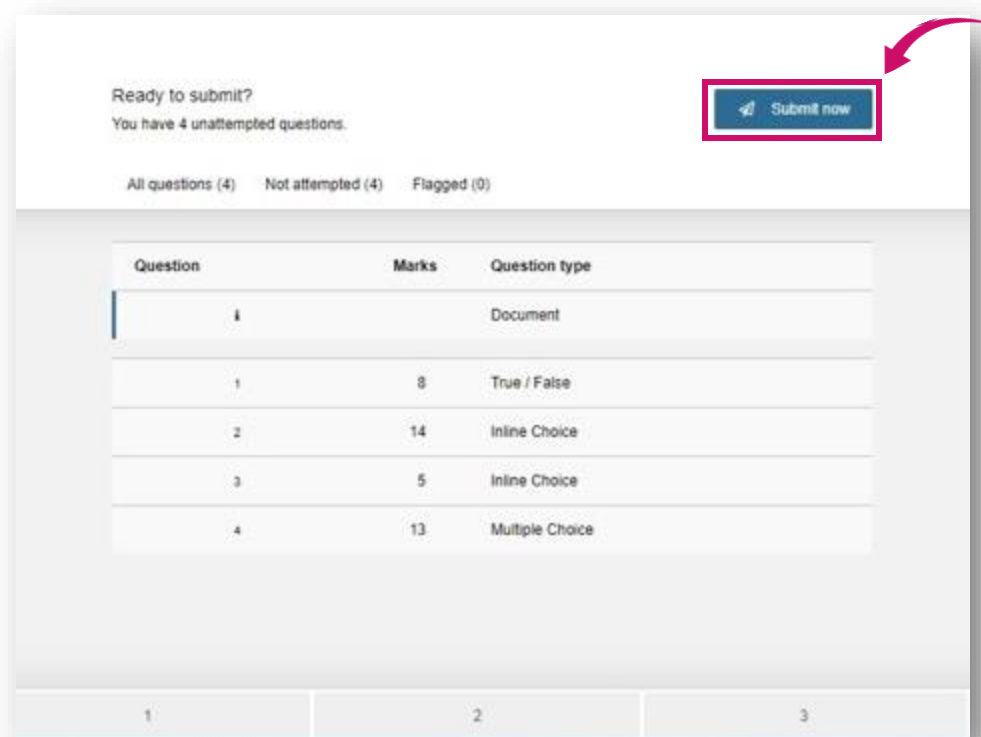 Ready to submit?
You have 4 unattempted questions.
Submit now
All questions (4) Not attempted (4) Flagged (0)
Question Marks Question type
i Document
1 8 True / False
2 14 Inline Choice
3 5 Inline Choice
4 13 Multiple Choice
1 2 3